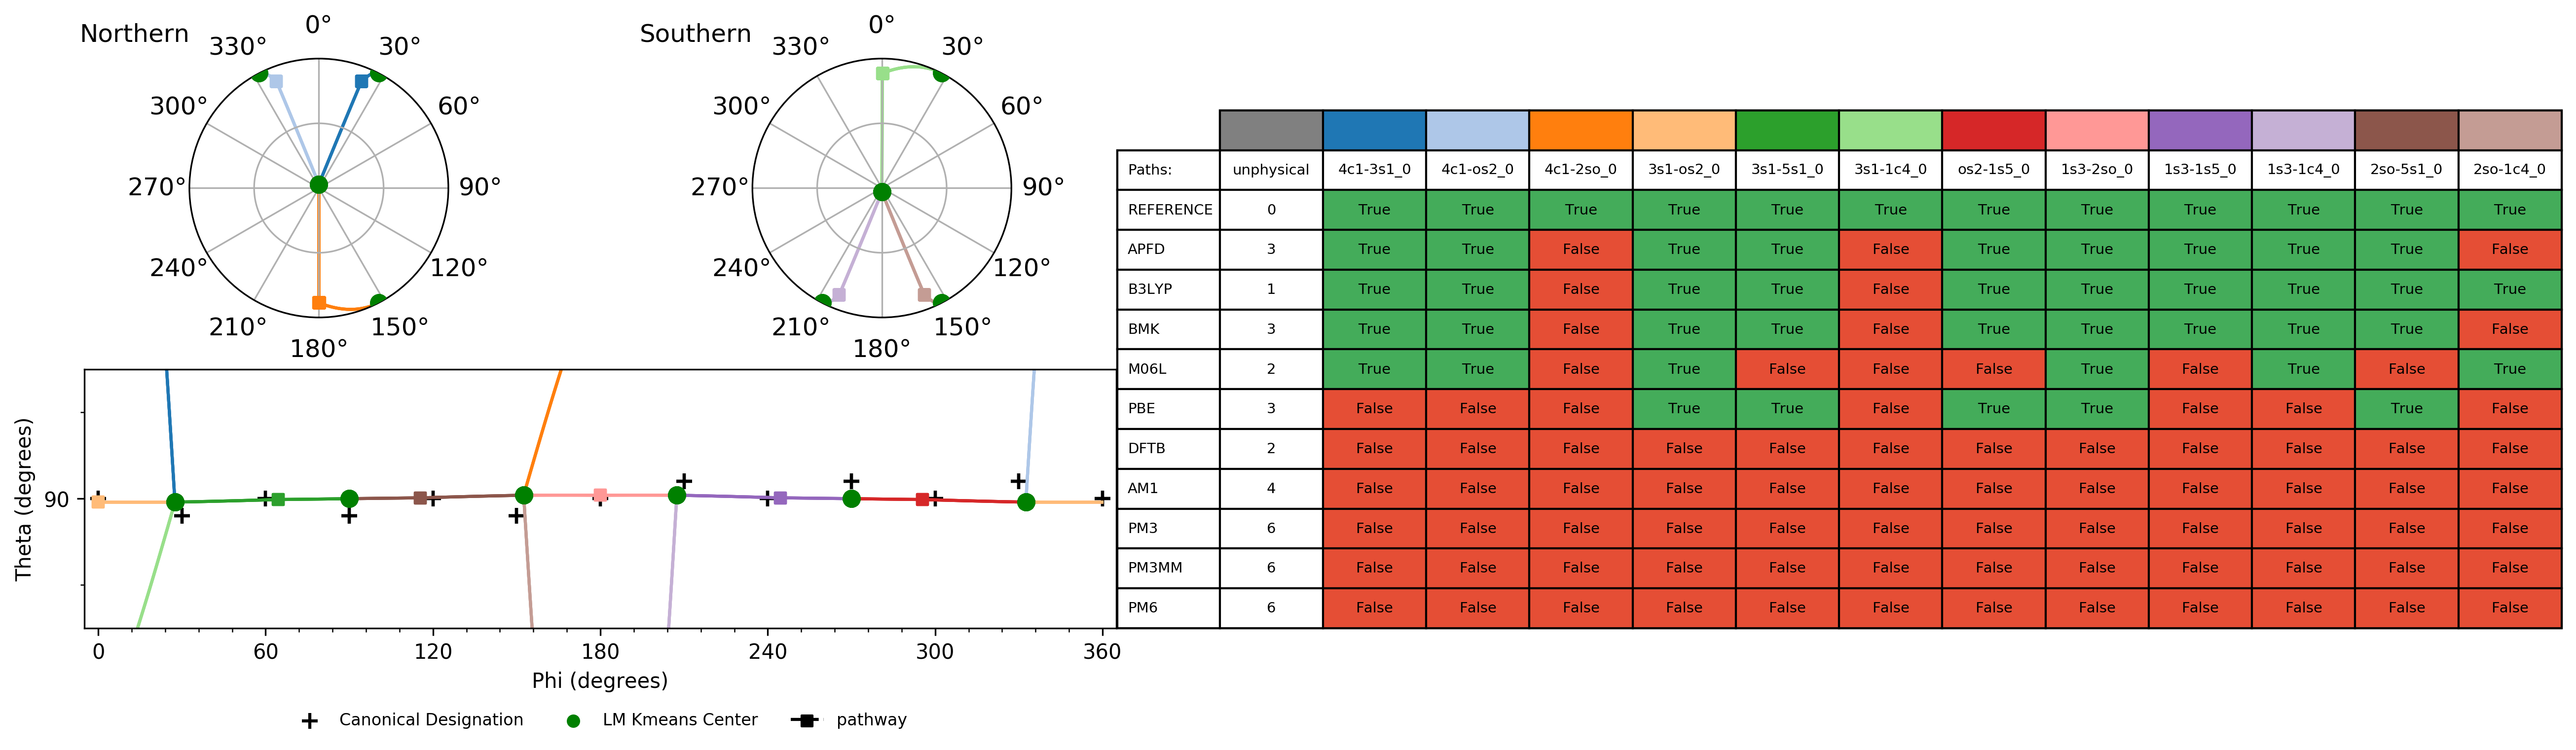 Northern
0°
30°
60°
90°
120°
150°
180°
210°
240°
270°
300°
330°
Southern
0°
30°
60°
90°
120°
150°
180°
210°
240°
270°
300°
330°
Theta (degrees)
90
0 60 120 180 240 300 360
Phi (degrees)
Canonical Designation LM Kmeans Center pathway
Paths: unphysical 4c1-3s1_0 4c1-os2_0 4c1-2so_0 3s1-os2_0 3s1-5s1_0 3s1-1c4_0 os2-1s5_0 1s3-2so_0 1s3-1s5_0 1s3-1c4_0 2so-5s1_0 2so-1c4_0
REFERENCE 0 True True True True True True True True True True True True
APFD 3 True True False True True False True True True True True False
B3LYP 1 True True False True True False True True True True True True
BMK 3 True True False True True False True True True True True False
M06L 2 True True False True False False False True False True False True
PBE 3 False False False True True False True True False False True False
DFTB 2 False False False False False False False False False False False False
AM1 4 False False False False False False False False False False False False
PM3 6 False False False False False False False False False False False False
PM3MM 6 False False False False False False False False False False False False
PM6 6 False False False False False False False False False False False False